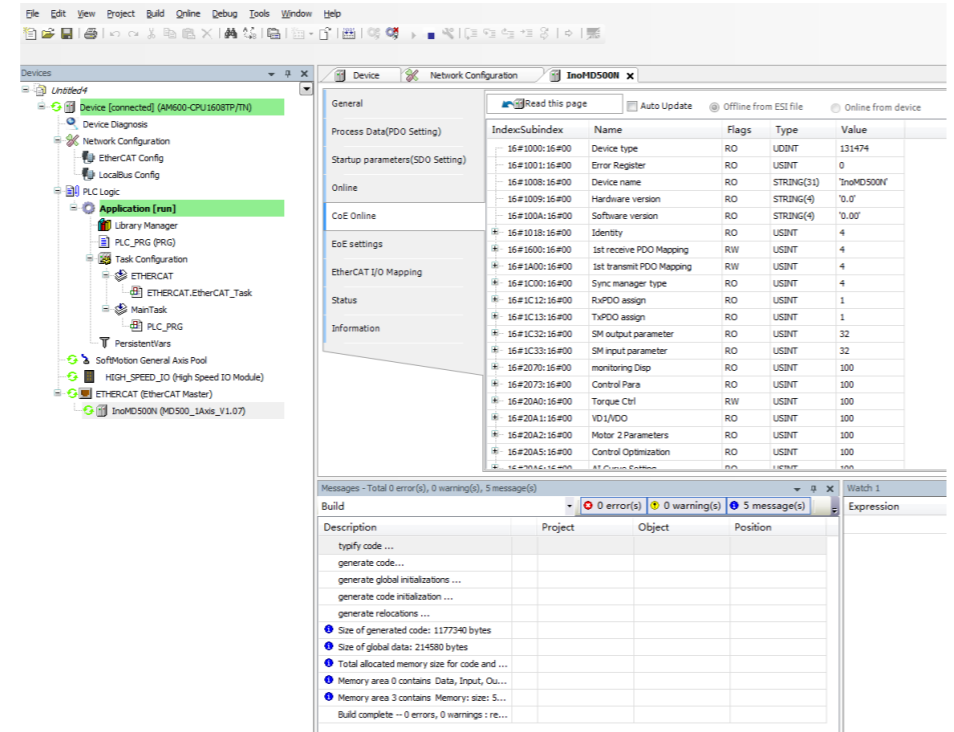 File Edit View Project Build Online Debug Tools Window Help
Devices
Untitled4
Device [connected] (AM600-CPU1608TP/TN)
Device Diagnosis
Network Configuration
EtherCAT Config
LocalBus Config
PLC Logic
Application [run]
Library Manager
PLC_PRG (PRG)
Task Configuration
ETHERCAT
ETHERCAT.EtherCAT_Task
MainTask
PLC_PRG
PersistentVars
SoftMotion General Axis Pool
HIGH_SPEED_IO (High Speed IO Module)
ETHERCAT (EtherCAT Master)
InoMD500N (MD500_1Axis_V1.07)
Device Network Configuration InoMD500N
General
Process Data(PDO Setting)
Startup parameters(SDO Setting)
Online
CoE Online
EoE settings
EtherCAT I/O Mapping
Status
Information
Read this page Auto Update Offline from ESI file Online from device
IndexSubindex Name Flags Type Value
16#1000:16#00 Device type RO UDINT 131474
16#1001:16#00 Error Register RO USINT 0
16#1008:16#00 Device name RO STRING(31) 'InoMD500N'
16#1009:16#00 Hardware version RO STRING(4) '0.0'
16#100A:16#00 Software version RO STRING(4) '0.00'
16#1018:16#00 Identity RO USINT 4
16#1600:16#00 1st receive PDO Mapping RW USINT 4
16#1A00:16#00 1st transmit PDO Mapping RW USINT 4
16#1C00:16#00 Sync manager type RO USINT 4
16#1C12:16#00 RxPDO assign RO USINT 1
16#1C13:16#00 TxPDO assign RO USINT 1
16#1C32:16#00 SM output parameter RO USINT 32
16#1C33:16#00 SM input parameter RO USINT 32
16#2070:16#00 monitoring Disp RO USINT 100
16#2073:16#00 Control Para RO USINT 100
16#20A0:16#00 Torque Ctrl RW USINT 100
16#20A1:16#00 VD1/VDO RO USINT 100
16#20A2:16#00 Motor 2 Parameters RO USINT 100
16#20A5:16#00 Control Optimization RO USINT 100
16#20A6:16#00 AI Curve Setting RO USINT 100
Messages - Total 0 error(s), 0 warning(s), 5 message(s)
Build 0 error(s) 0 warning(s) 5 message(s)
Description Project Object Position
typify code ...
generate code...
generate global initializations ...
generate code initialization ...
generate relocations ...
Size of generated code: 1177340 bytes
Size of global data: 214580 bytes
Total allocated memory size for code and ...
Memory area 0 contains Data, Input, Ou...
Memory area 3 contains Memory: size: 5...
Build complete -- 0 errors, 0 warnings : re...
Watch 1
Expression